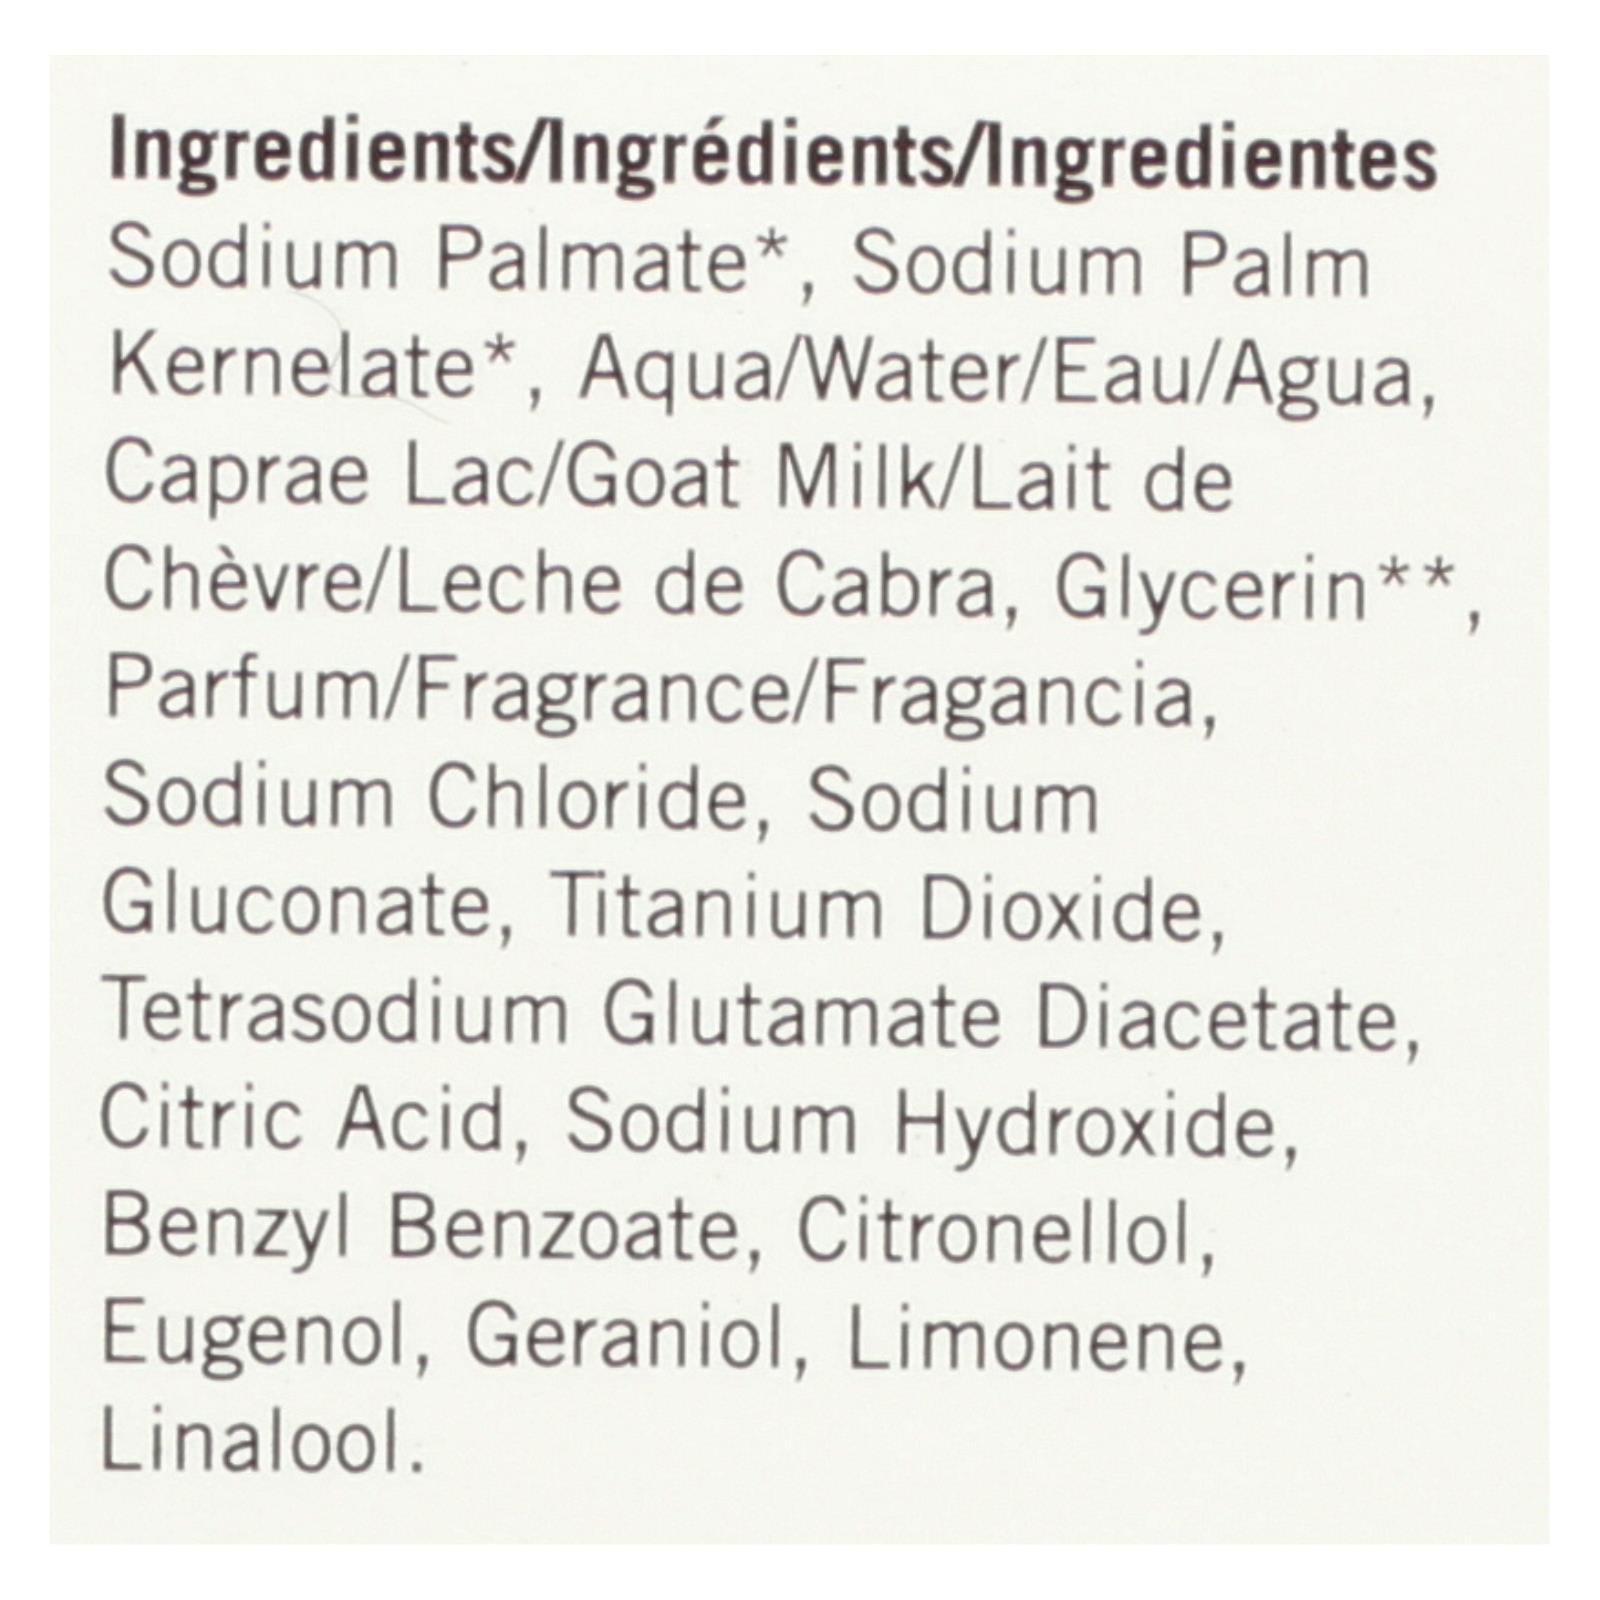 Ingredients/Ingrédients/Ingredientes
Sodium Palmate*, Sodium Palm
Kernelate*, Aqua/Water/Eau/Agua,
Caprae Lac/Goat Milk/Lait de
Chèvre/Leche de Cabra, Glycerin**,
Parfum/Fragrance/Fragancia,
Sodium Chloride, Sodium
Gluconate, Titanium Dioxide,
Tetrasodium Glutamate Diacetate,
Citric Acid, Sodium Hydroxide,
Benzyl Benzoate, Citronellol,
Eugenol, Geraniol, Limonene,
Linalool.